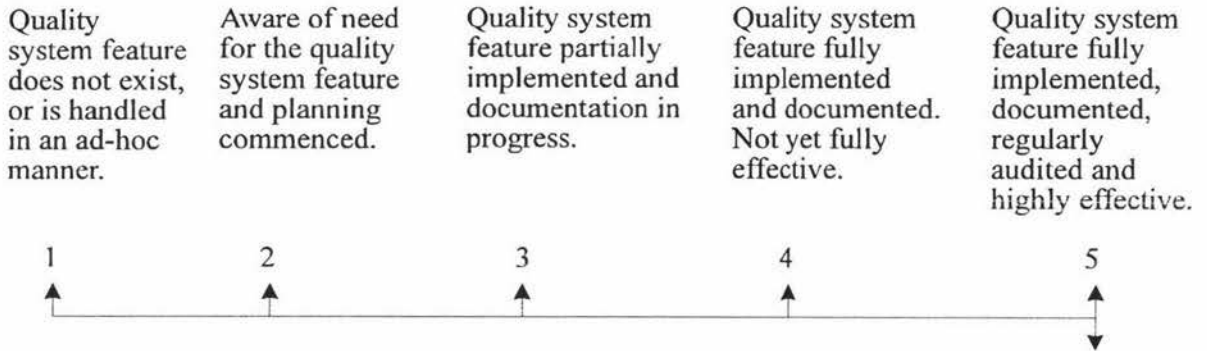 Quality
system feature
does not exist,
or is handled
in an ad-hoc
manner.
Aware of need
for the quality
system feature
and planning
commenced.
Quality system
feature partially
implemented and
documentation in
progress.
Quality system
feature fully
implemented
and documented.
Not yet fully
effective.
Quality system
feature fully
implemented,
documented,
regularly
audited and
highly effective.
1 2 3 4 5